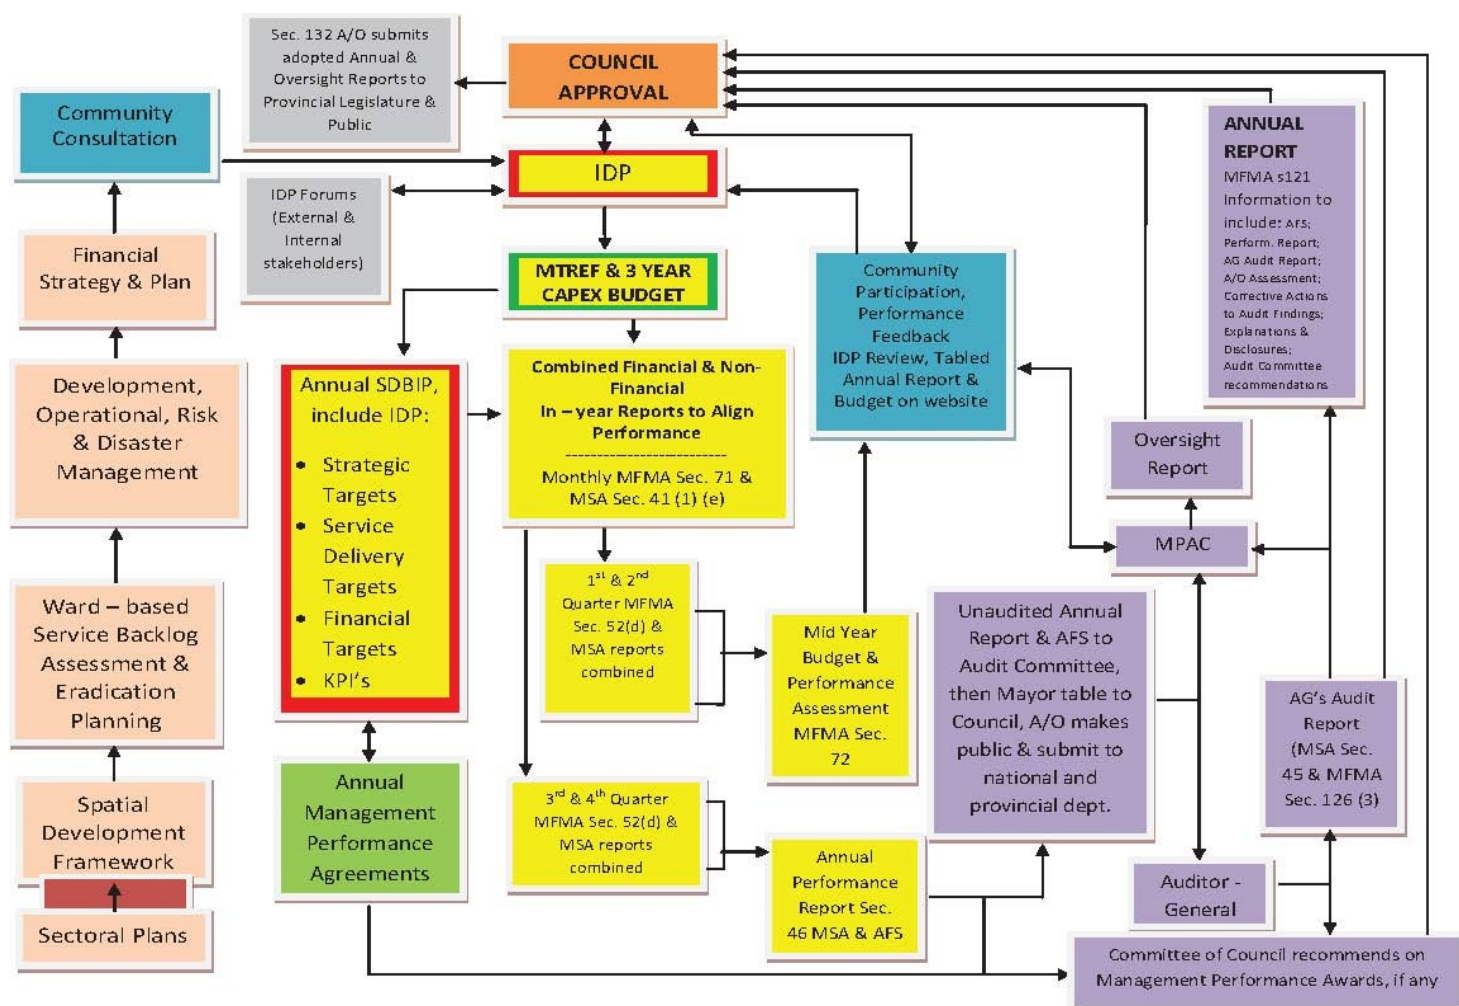 Sec. 132 A/O submits
adopted Annual &
Oversight Reports to
Provincial Legislature &
Public
COUNCIL
APPROVAL
Community
Consultation
ANNUAL
REPORT
MFMA s121
Information to
include: AFS;
Perform. Report;
AG Audit Report;
A/O Assessment;
Corrective Actions
to Audit Findings;
Explanations &
Disclosures;
Audit Committee
recommendations
IDP
IDP Forums
(External &
Internal
stakeholders)
Financial
Strategy & Plan
MTREF & 3 YEAR
CAPEX BUDGET
Community
Participation,
Performance
Feedback
IDP Review, Tabled
Annual Report &
Budget on website
Development,
Operational, Risk
& Disaster
Management
Annual SDBIP,
include IDP:
• Strategic
Targets
• Service
Delivery
Targets
• Financial
Targets
• KPI's
Combined Financial & Non-
Financial
In – year Reports to Align
Performance
---------------------------
Monthly MFMA Sec. 71 &
MSA Sec. 41 (1) (e)
Oversight
Report
MPAC
Ward – based
Service Backlog
Assessment &
Eradication
Planning
1st & 2nd
Quarter MFMA
Sec. 52(d) &
MSA reports
combined
Mid Year
Budget &
Performance
Assessment
MFMA Sec.
72
Unaudited Annual
Report & AFS to
Audit Committee,
then Mayor table to
Council, A/O makes
public & submit to
national and
provincial dept.
AG's Audit
Report
(MSA Sec.
45 & MFMA
Sec. 126 (3)
Spatial
Development
Framework
Annual
Management
Performance
Agreements
3rd & 4th Quarter
MFMA Sec. 52(d) &
MSA reports
combined
Annual
Performance
Report Sec.
46 MSA & AFS
Auditor -
General
Sectoral Plans
Committee of Council recommends on
Management Performance Awards, if any